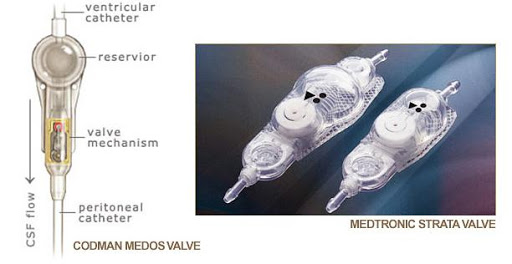 ventricular
catheter
reservior
valve
mechanism
CSF flow
peritoneal
catheter
CODMAN MEDOS VALVE
MEDTRONIC STRATA VALVE